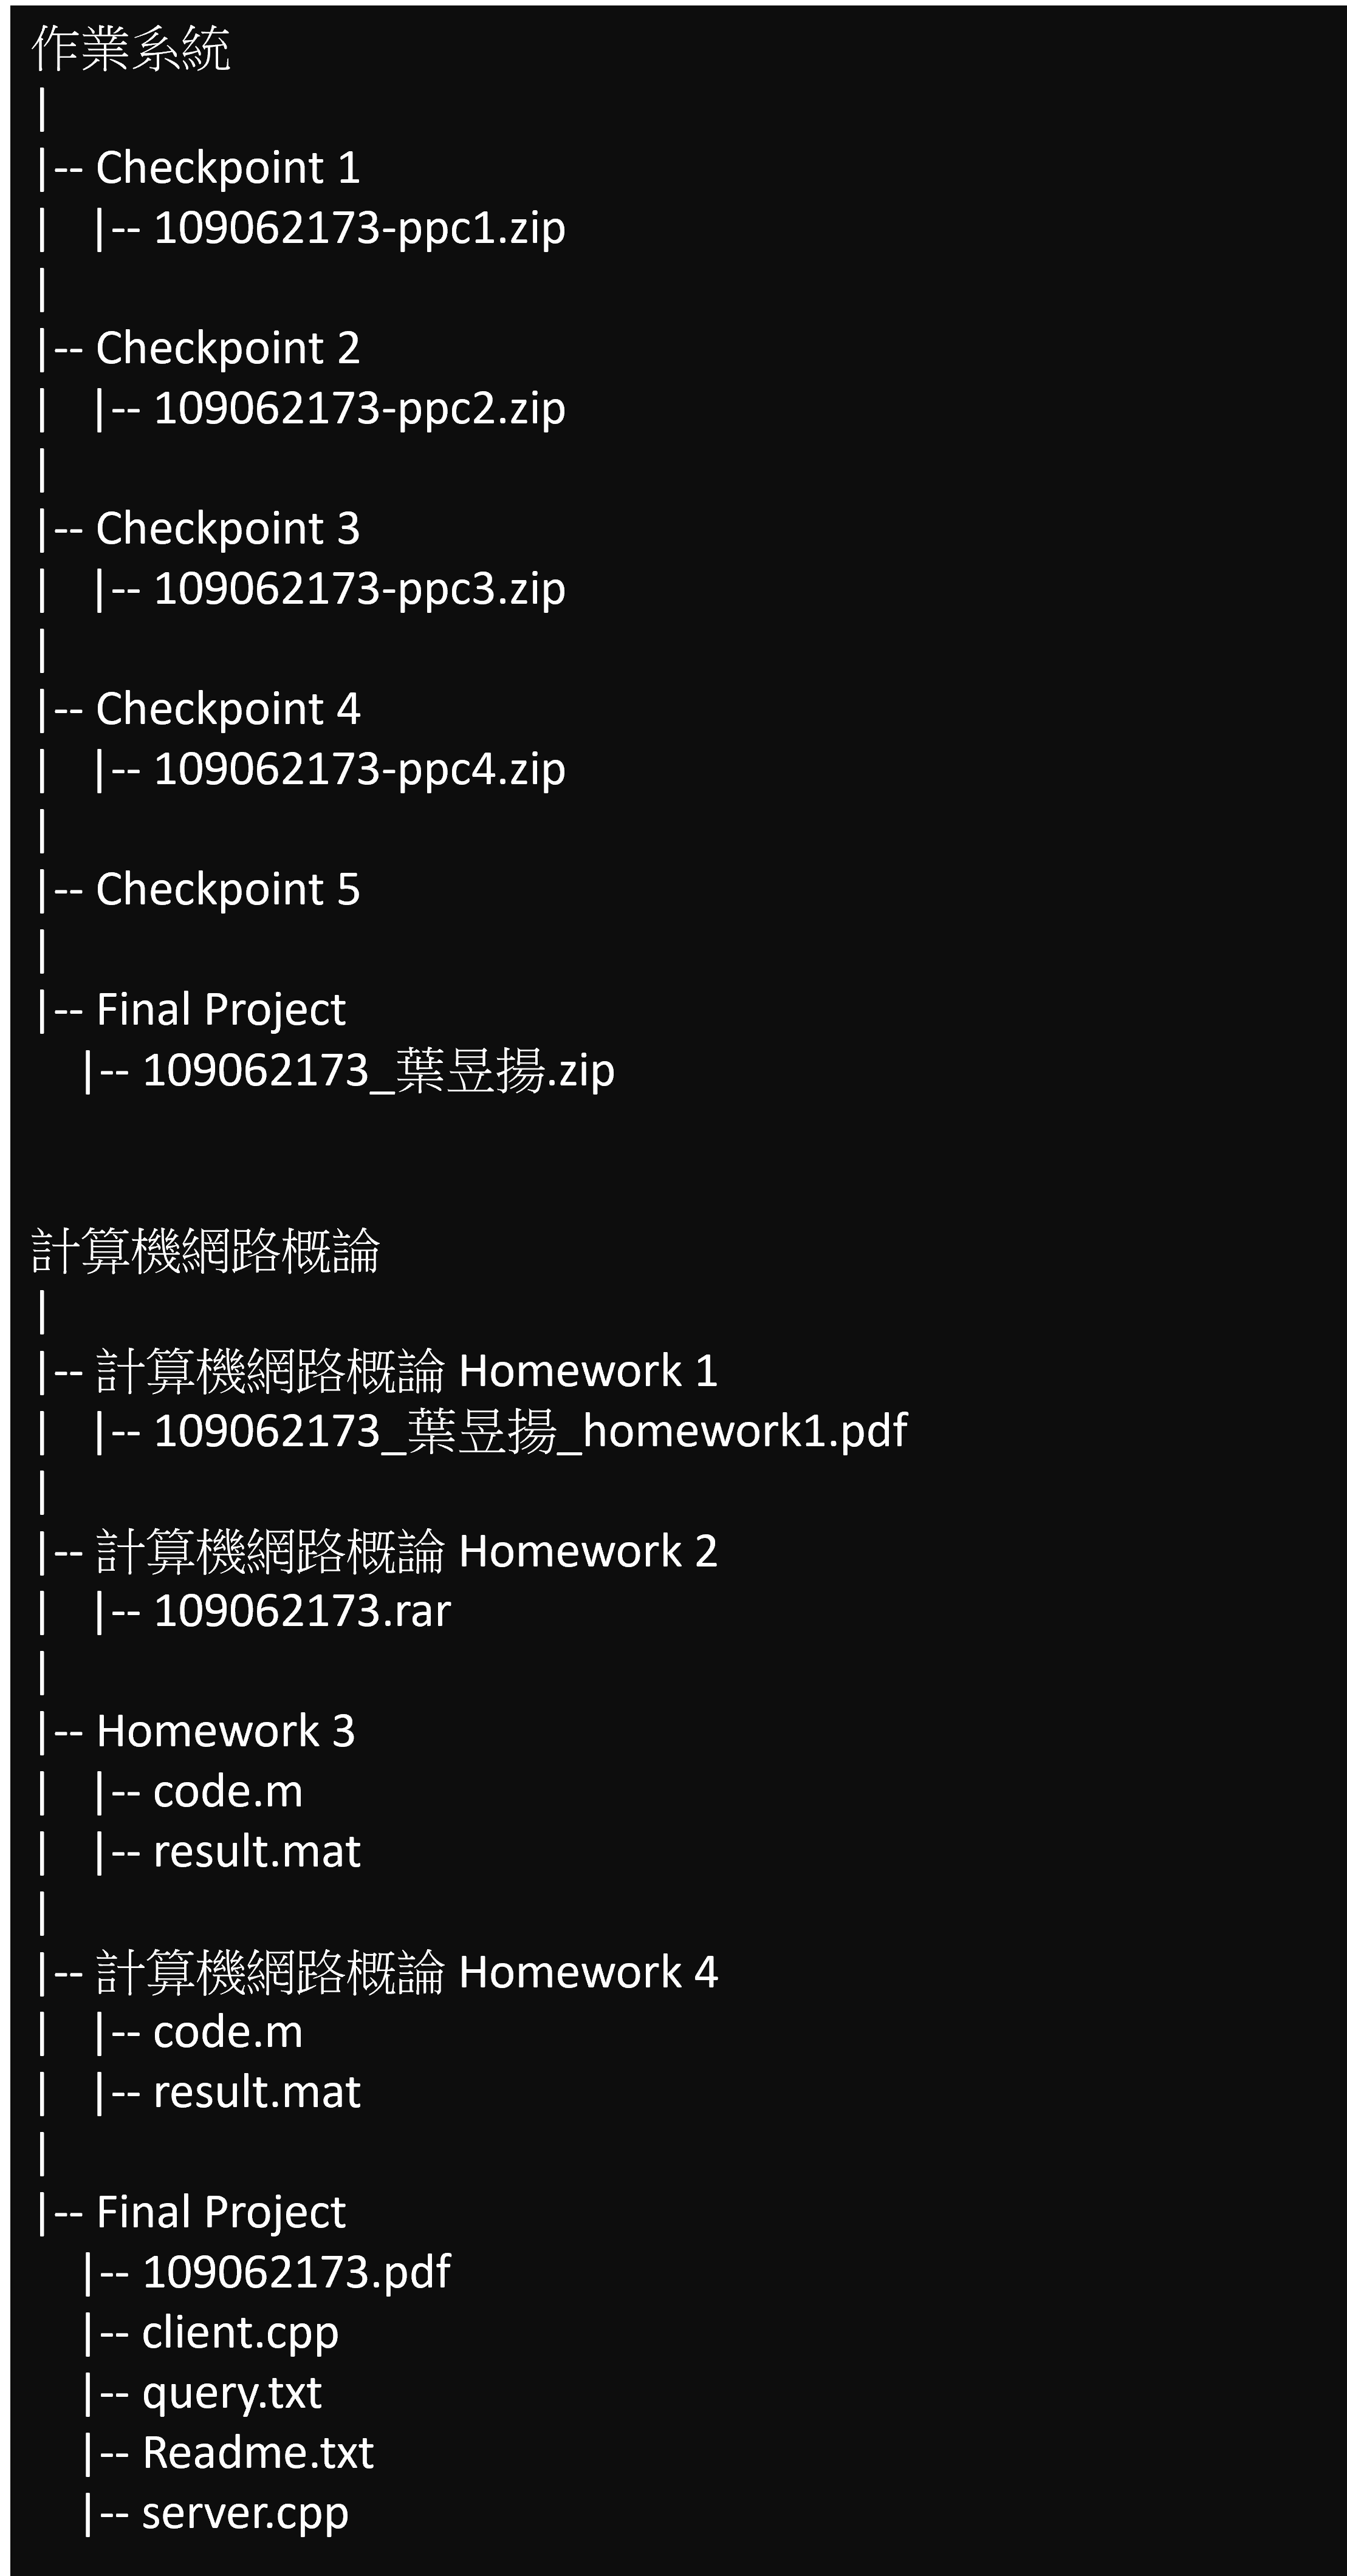 作業系統
|
|-- Checkpoint 1
|    |-- 109062173-ppc1.zip
|
|-- Checkpoint 2
|    |-- 109062173-ppc2.zip
|
|-- Checkpoint 3
|    |-- 109062173-ppc3.zip
|
|-- Checkpoint 4
|    |-- 109062173-ppc4.zip
|
|-- Checkpoint 5
|
|-- Final Project
    |-- 109062173_葉昱揚.zip

計算機網路概論
|
|-- 計算機網路概論 Homework 1
|    |-- 109062173_葉昱揚_homework1.pdf
|
|-- 計算機網路概論 Homework 2
|    |-- 109062173.rar
|
|-- Homework 3
|    |-- code.m
|    |-- result.mat
|
|-- 計算機網路概論 Homework 4
|    |-- code.m
|    |-- result.mat
|
|-- Final Project
    |-- 109062173.pdf
    |-- client.cpp
    |-- query.txt
    |-- Readme.txt
    |-- server.cpp